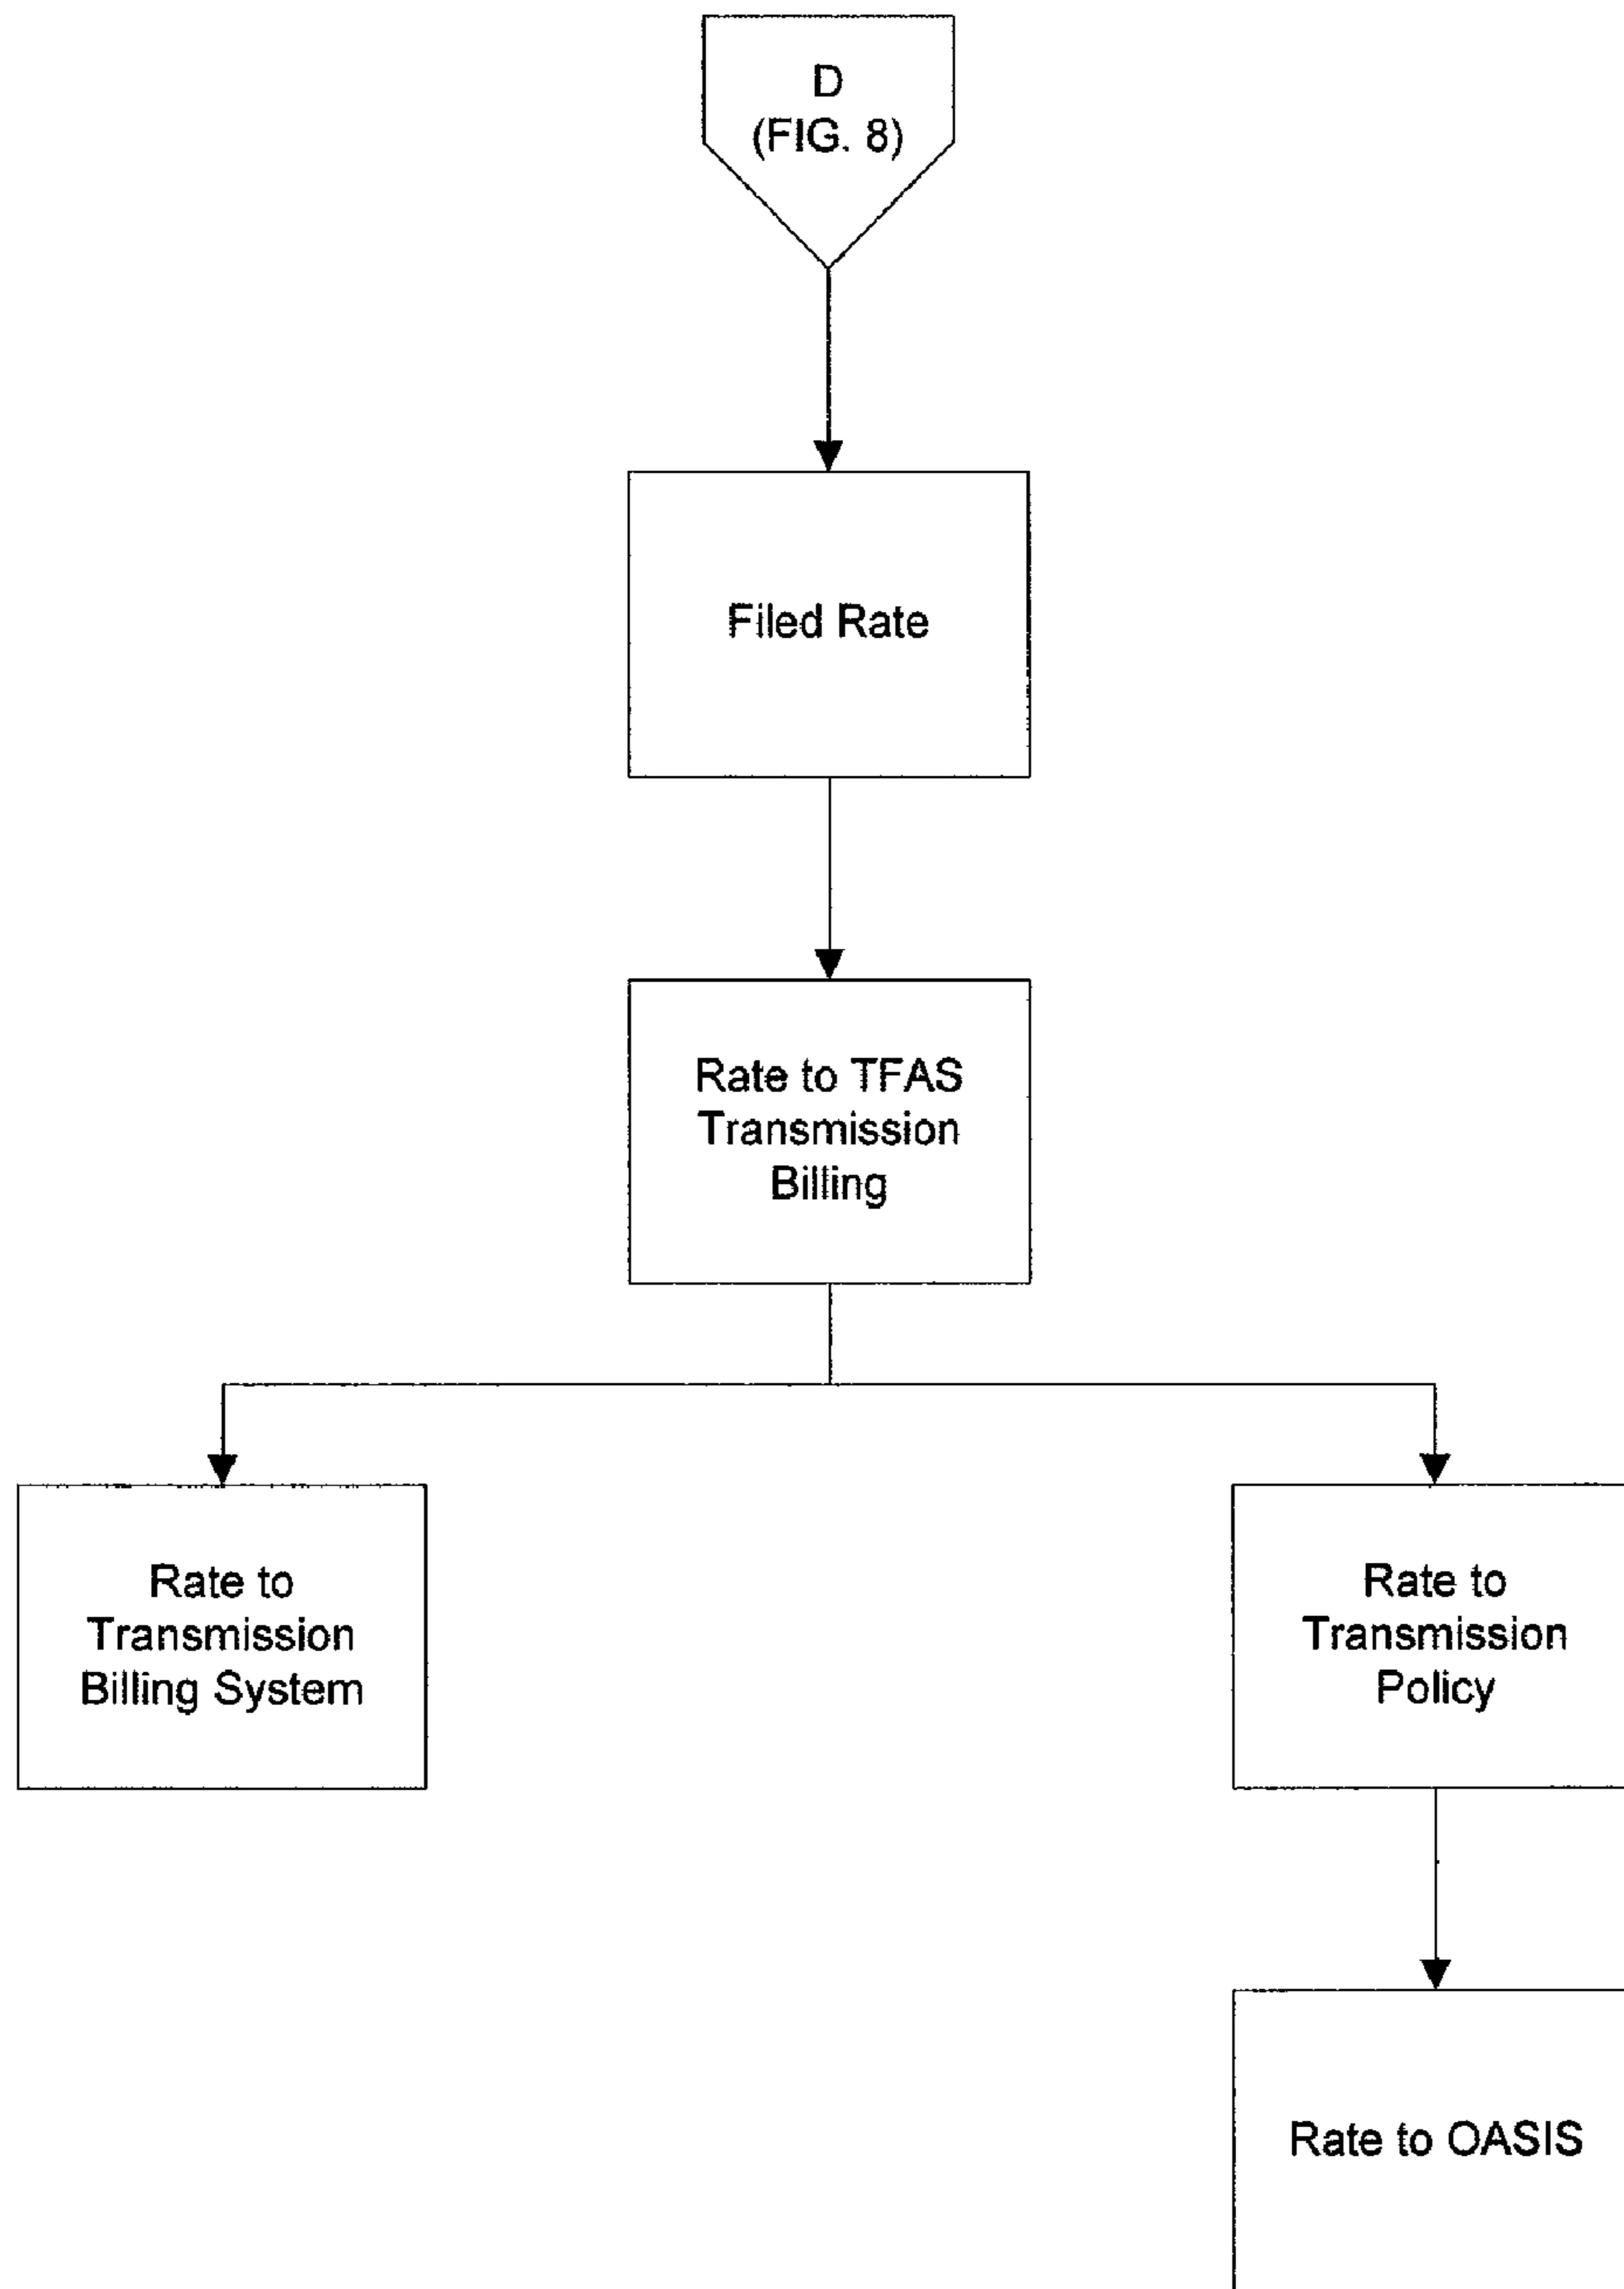 D
(FIG. 8)
Filed Rate
Rate to TFAS
Transmission
Billing
Rate to
Transmission
Billing System
Rate to
Transmission
Policy
Rate to OASIS